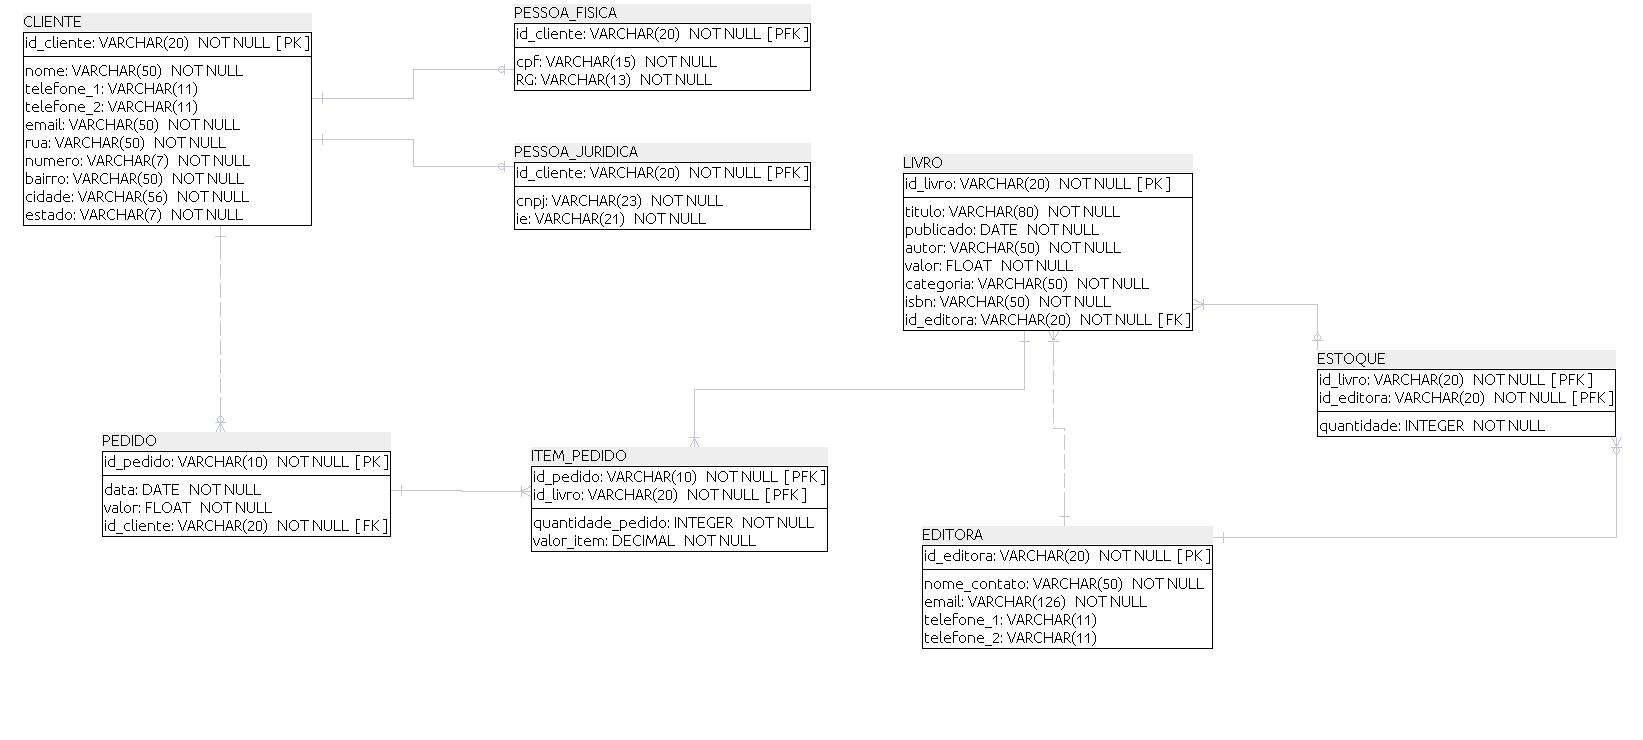 CLIENTE
id_cliente: VARCHAR(20) NOT NULL [ PK ]
nome: VARCHAR(50) NOT NULL
telefone_1: VARCHAR(11)
telefone_2: VARCHAR(11)
email: VARCHAR(50) NOT NULL
rua: VARCHAR(50) NOT NULL
numero: VARCHAR(7) NOT NULL
bairro: VARCHAR(50) NOT NULL
cidade: VARCHAR(56) NOT NULL
estado: VARCHAR(7) NOT NULL
PESSOA_FISICA
id_cliente: VARCHAR(20) NOT NULL [ PFK ]
cpf: VARCHAR(15) NOT NULL
RG: VARCHAR(13) NOT NULL
PESSOA_JURIDICA
id_cliente: VARCHAR(20) NOT NULL [ PFK ]
cnpj: VARCHAR(23) NOT NULL
ie: VARCHAR(21) NOT NULL
LIVRO
id_livro: VARCHAR(20) NOT NULL [ PK ]
titulo: VARCHAR(80) NOT NULL
publicado: DATE NOT NULL
autor: VARCHAR(50) NOT NULL
valor: FLOAT NOT NULL
categoria: VARCHAR(50) NOT NULL
isbn: VARCHAR(50) NOT NULL
id_editora: VARCHAR(20) NOT NULL [ FK ]
ESTOQUE
id_livro: VARCHAR(20) NOT NULL [ PFK ]
id_editora: VARCHAR(20) NOT NULL [ PFK ]
quantidade: INTEGER NOT NULL
PEDIDO
id_pedido: VARCHAR(10) NOT NULL [ PK ]
data: DATE NOT NULL
valor: FLOAT NOT NULL
id_cliente: VARCHAR(20) NOT NULL [ FK ]
ITEM_PEDIDO
id_pedido: VARCHAR(10) NOT NULL [ PFK ]
id_livro: VARCHAR(20) NOT NULL [ PFK ]
quantidade_pedido: INTEGER NOT NULL
valor_item: DECIMAL NOT NULL
EDITORA
id_editora: VARCHAR(20) NOT NULL [ PK ]
nome_contato: VARCHAR(50) NOT NULL
email: VARCHAR(126) NOT NULL
telefone_1: VARCHAR(11)
telefone_2: VARCHAR(11)